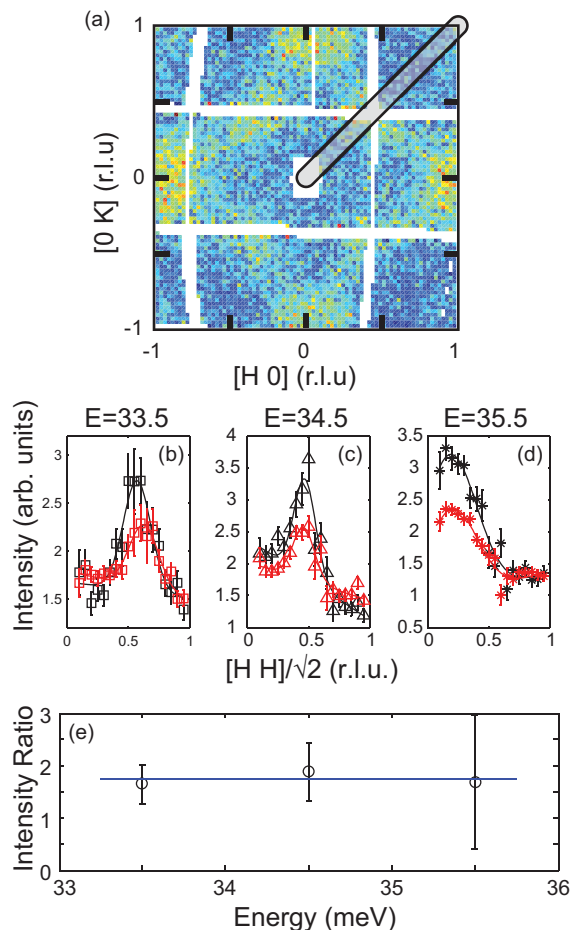 (a)
1
0
-1
[0 K] (r.l.u)
-1 0 1
[H 0] (r.l.u)
E=33.5 E=34.5 E=35.5
(b) (c) (d)
Intensity (arb. units)
3
2.5
2
1.5
0 0.5 1
4
3.5
3
2.5
2
1.5
1
0 0.5 1
3.5
3
2.5
2
1.5
1
0.5
0 0.5 1
[H H]/√2 (r.l.u.)
(e)
Intensity Ratio
3
2
1
0
33 34 35 36
Energy (meV)